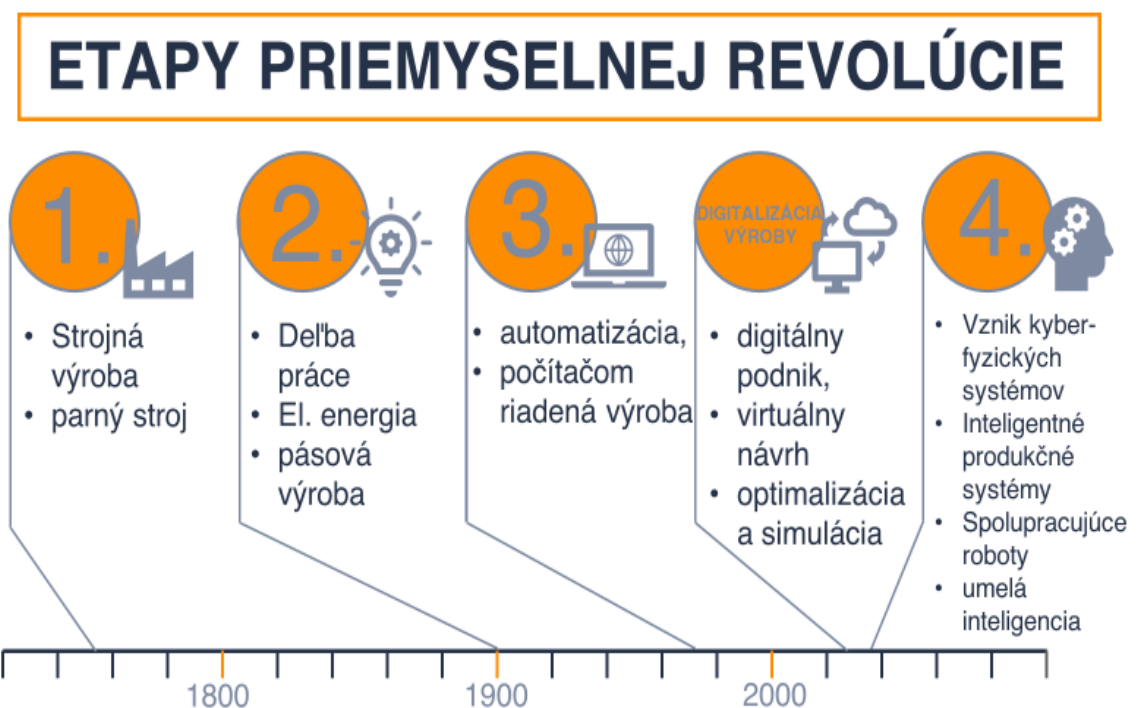 ETAPY PRIEMYSELNEJ REVOLÚCIE
1.
• Strojná
výroba
• parný stroj
2.
• Deľba
práce
• El. energia
• pásová
výroba
3.
• automatizácia,
• počítačom
riadená výroba
DIGITALIZÁCIA
VÝROBY
• digitálny
podnik,
• virtuálny
návrh
• optimalizácia
a simulácia
4.
• Vznik kyber-
fyzických
systémov
• Inteligentné
produkčné
systémy
• Spolupracujúce
roboty
• umelá
inteligencia
1800
1900
2000